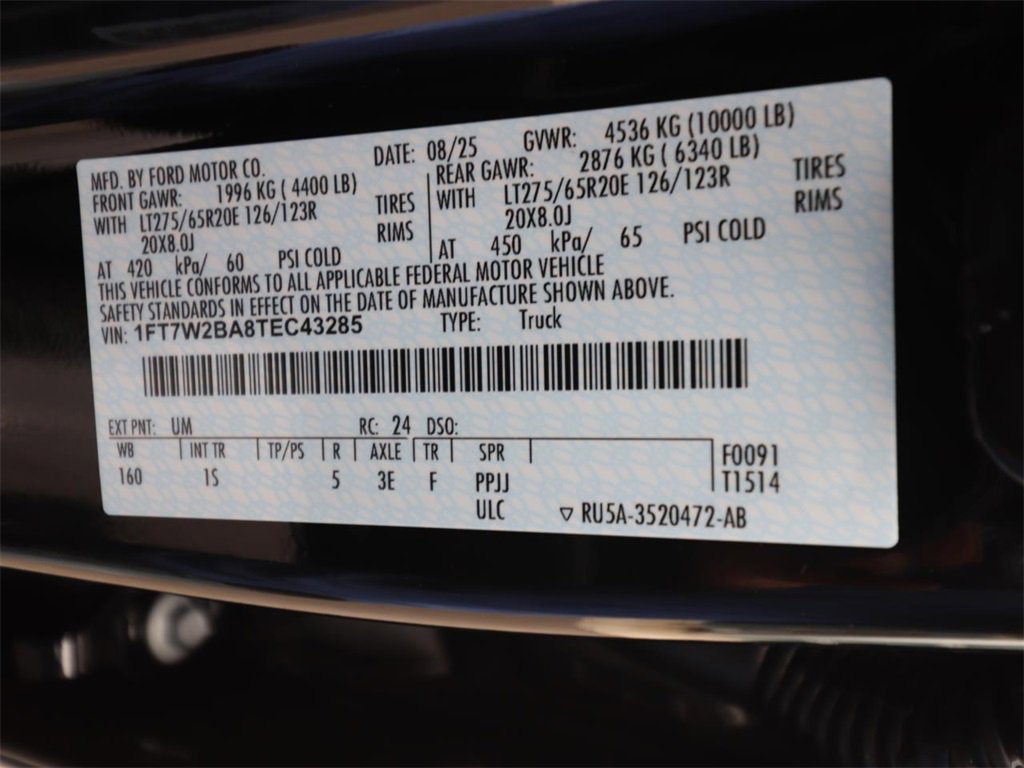 MFD. BY FORD MOTOR CO.
DATE: 08/25 GVWR: 4536 KG (10000 LB)
FRONT GAWR: 1996 KG ( 4400 LB) REAR GAWR: 2876 KG ( 6340 LB)
WITH LT275/65R20E 126/123R TIRES WITH LT275/65R20E 126/123R TIRES
20X8.0J RIMS 20X8.0J RIMS
AT 420 kPa/ 60 PSI COLD AT 450 kPa/ 65 PSI COLD
THIS VEHICLE CONFORMS TO ALL APPLICABLE FEDERAL MOTOR VEHICLE
SAFETY STANDARDS IN EFFECT ON THE DATE OF MANUFACTURE SHOWN ABOVE.
VIN: 1FT7W2BA8TEC43285 TYPE: Truck
EXT PNT: UM RC: 24 DSO:
WB INT TR TP/PS R AXLE TR SPR F0091
160 1S 5 3E F PPJJ T1514
ULC ▽ RU5A-3520472-AB